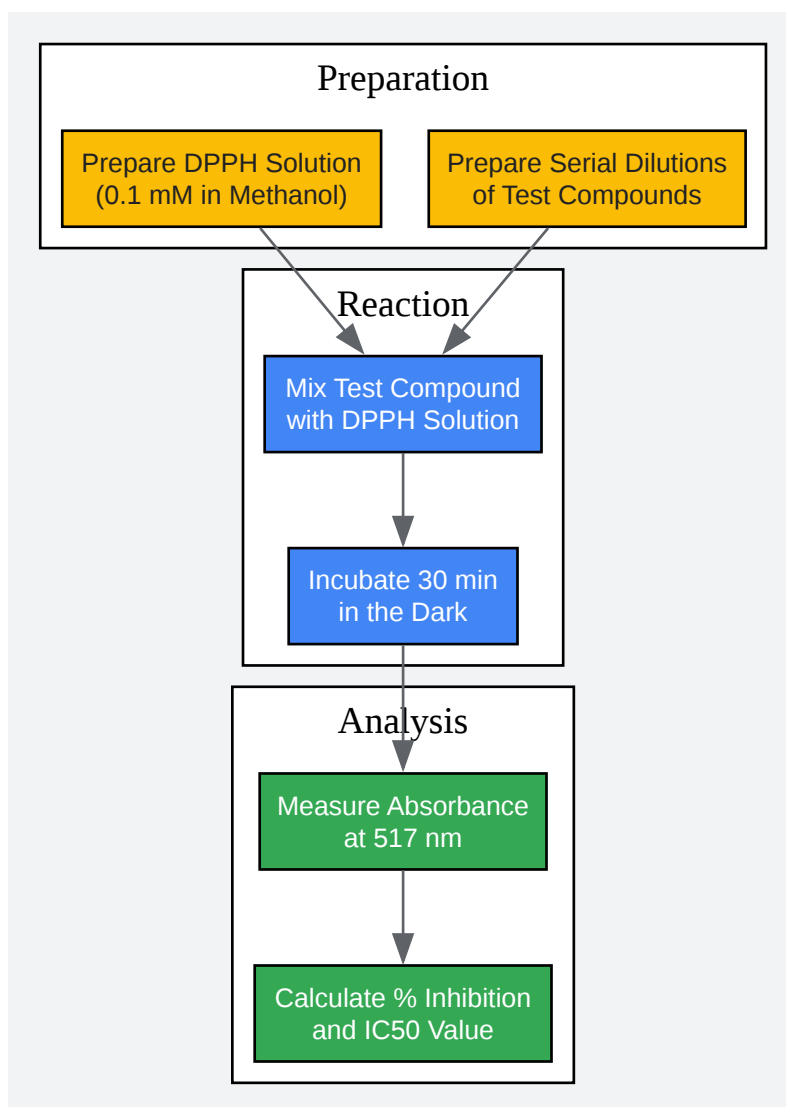 Preparation
Prepare DPPH Solution
(0.1 mM in Methanol)
Prepare Serial Dilutions
of Test Compounds
Reaction
Mix Test Compound
with DPPH Solution
Incubate 30 min
in the Dark
Analysis
Measure Absorbance
at 517 nm
Calculate % Inhibition
and IC50 Value